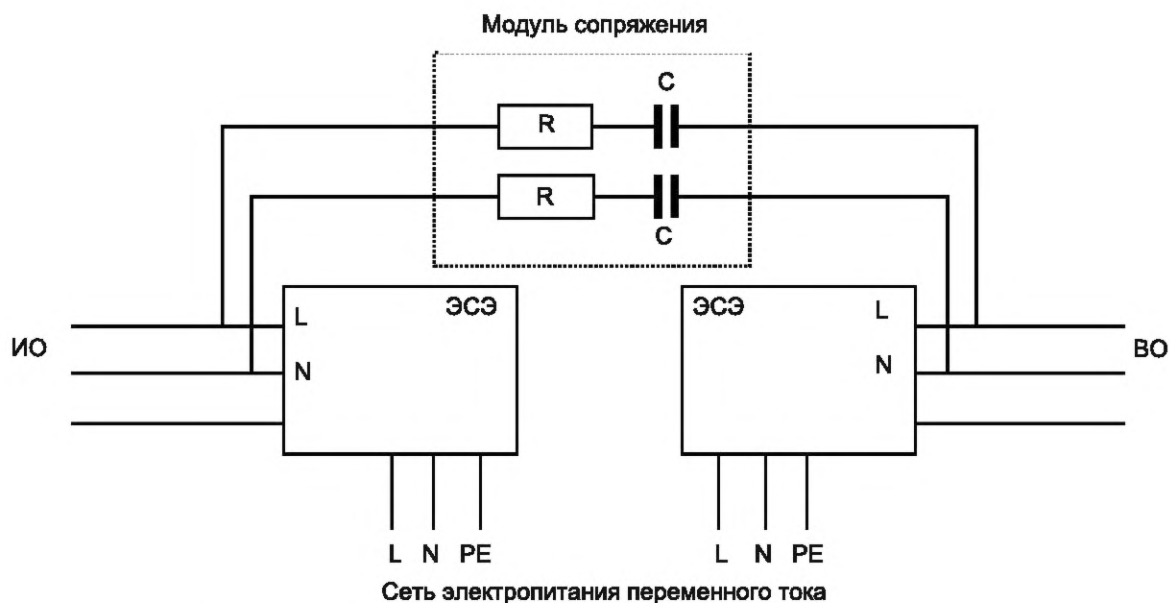 Модуль сопряжения
C
R
R
C
L ЭСЭ ЭСЭ L
ИО ВО
N N
L N PE L N PE
Сеть электропитания переменного тока